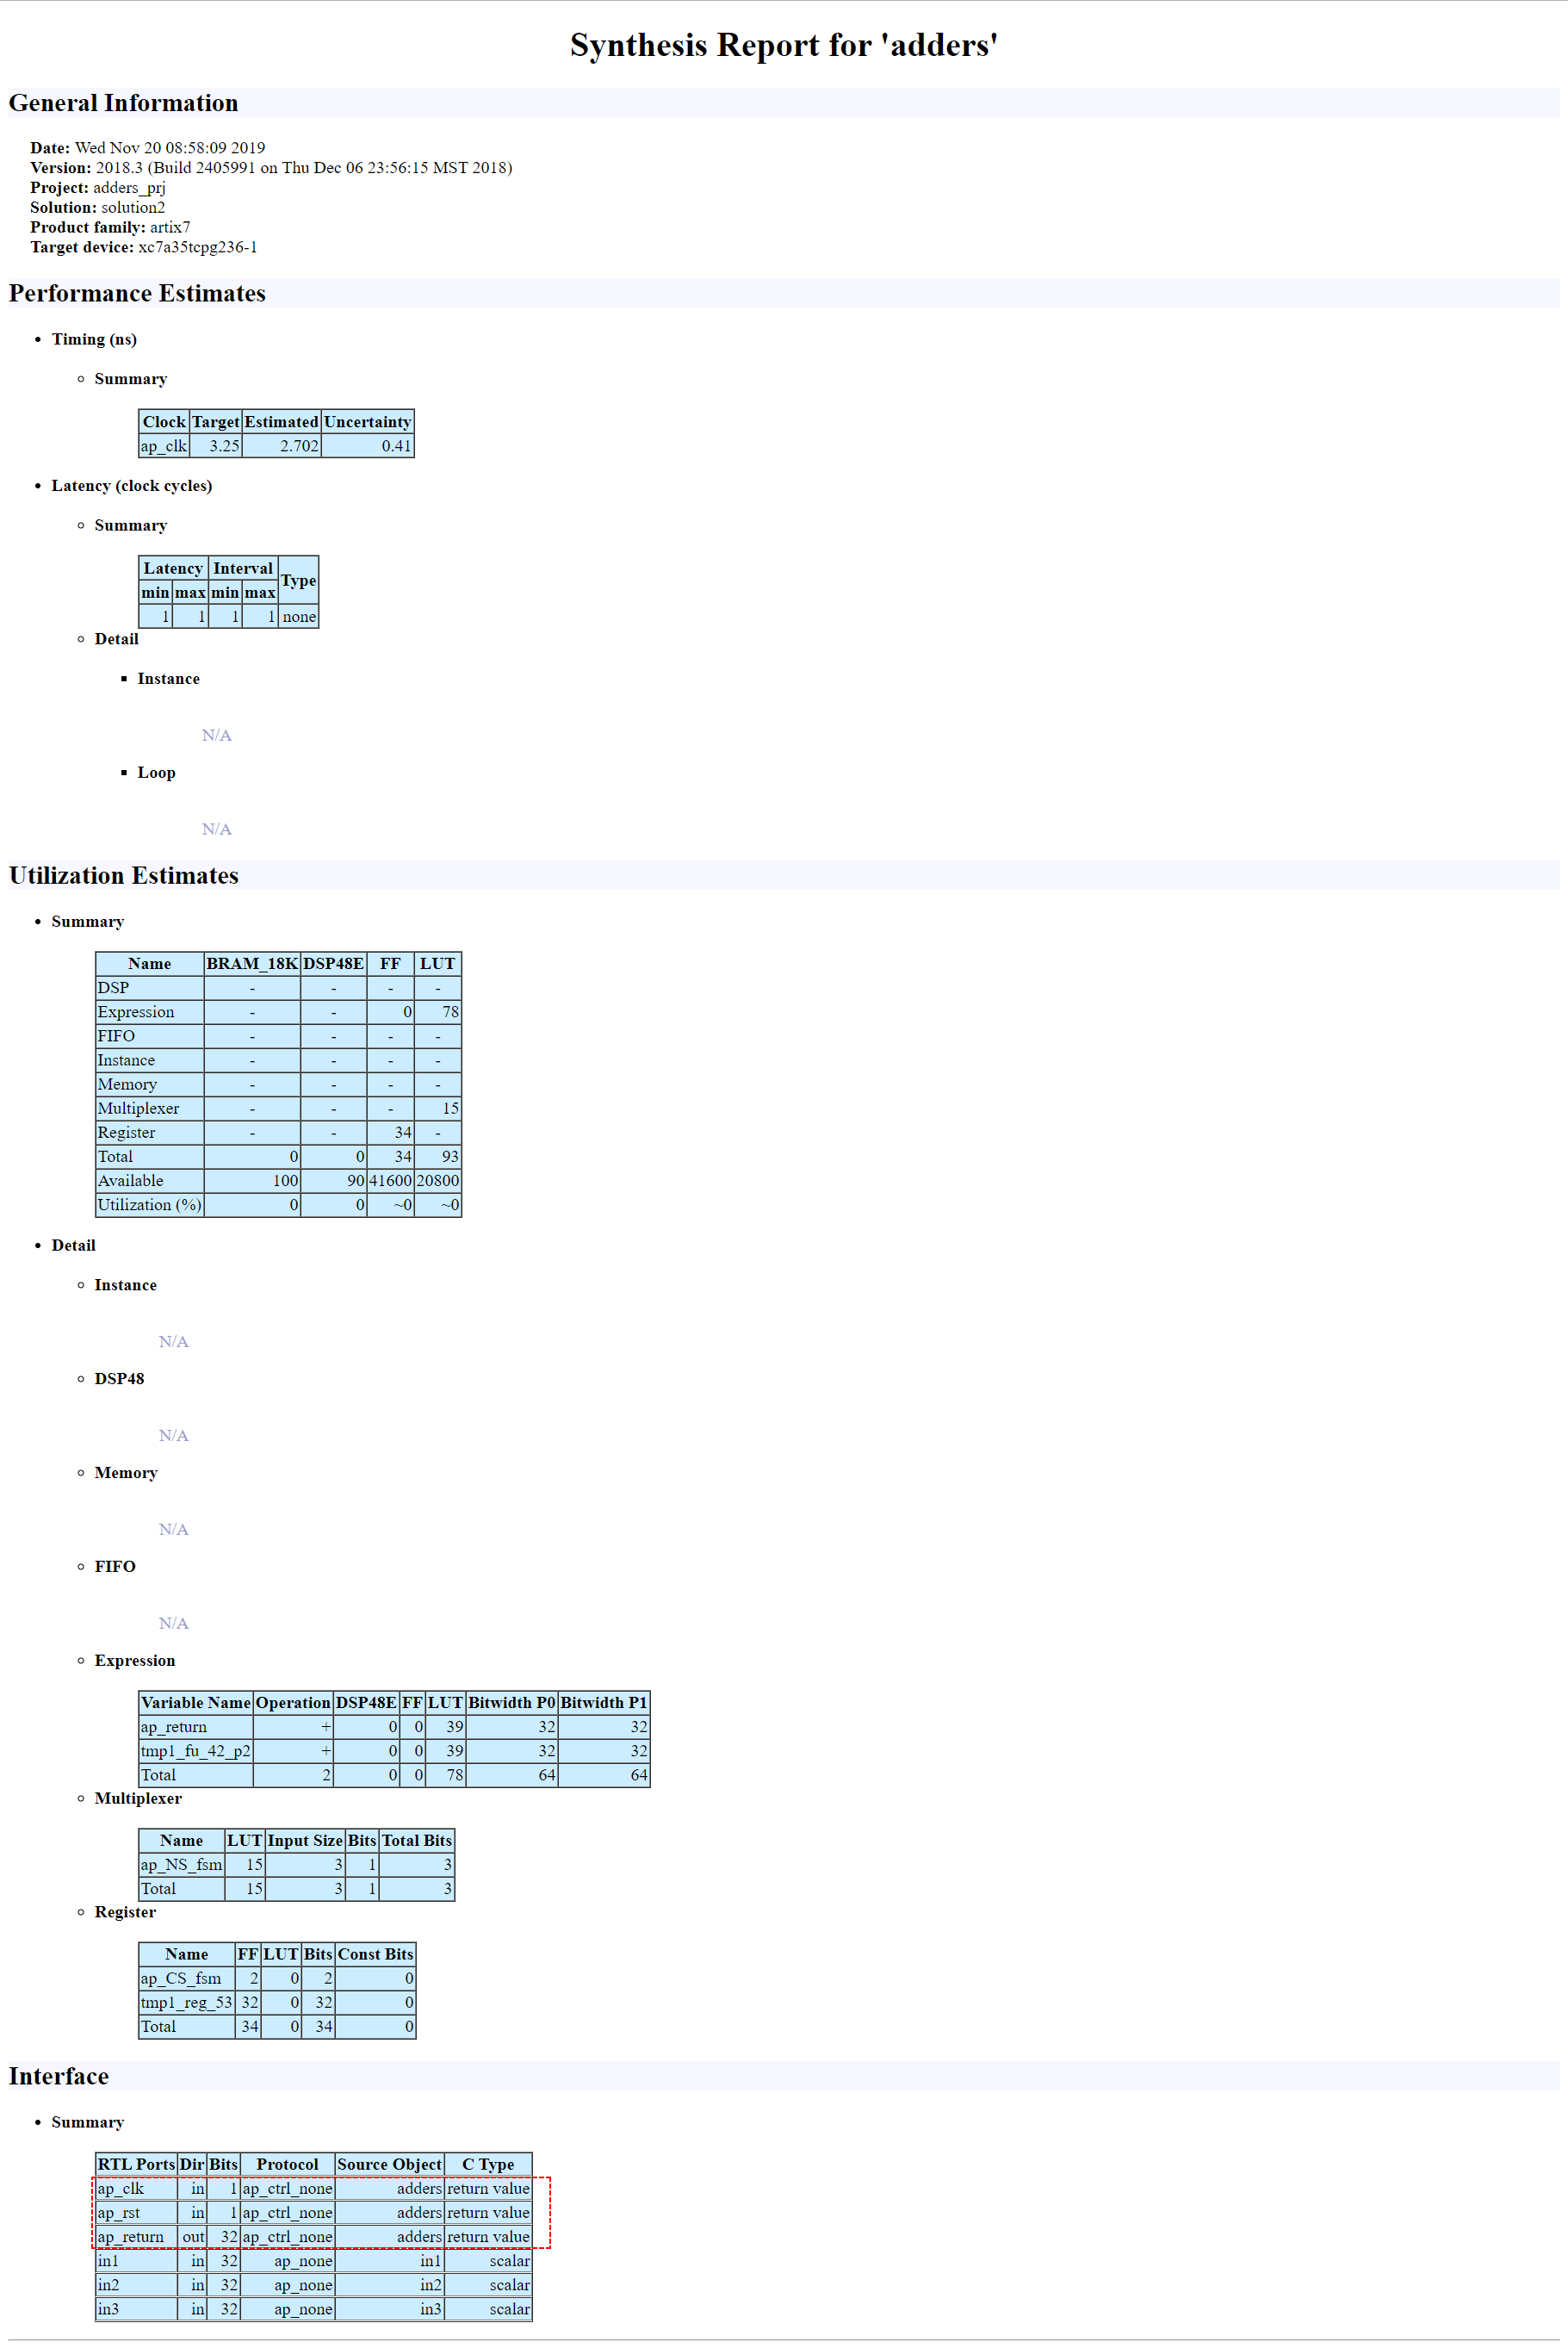 Synthesis Report for 'adders'
General Information
Date: Wed Nov 20 08:58:09 2019
Version: 2018.3 (Build 2405991 on Thu Dec 06 23:56:15 MST 2018)
Project: adders_prj
Solution: solution2
Product family: artix7
Target device: xc7a35tcpg236-1
Performance Estimates
Timing (ns)
Summary
Clock Target Estimated Uncertainty
ap_clk 3.25 2.702 0.41
Latency (clock cycles)
Summary
Latency Interval Type
min max min max
1 1 1 1 none
Detail
Instance
N/A
Loop
N/A
Utilization Estimates
Summary
Name BRAM_18K DSP48E FF LUT
DSP - - - -
Expression - - 0 78
FIFO - - - -
Instance - - - -
Memory - - - -
Multiplexer - - - 15
Register - - 34 -
Total 0 0 34 93
Available 100 90 41600 20800
Utilization (%) 0 0 ~0 ~0
Detail
Instance
N/A
DSP48
N/A
Memory
N/A
FIFO
N/A
Expression
Variable Name Operation DSP48E FF LUT Bitwidth P0 Bitwidth P1
ap_return + 0 0 39 32 32
tmp1_fu_42_p2 + 0 0 39 32 32
Total 2 0 0 78 64 64
Multiplexer
Name LUT Input Size Bits Total Bits
ap_NS_fsm 15 3 1 3
Total 15 3 1 3
Register
Name FF LUT Bits Const Bits
ap_CS_fsm 2 0 2 0
tmp1_reg_53 32 0 32 0
Total 34 0 34 0
Interface
Summary
RTL Ports Dir Bits Protocol Source Object C Type
ap_clk in 1 ap_ctrl_none adders return value
ap_rst in 1 ap_ctrl_none adders return value
ap_return out 32 ap_ctrl_none adders return value
in1 in 32 ap_none in1 scalar
in2 in 32 ap_none in2 scalar
in3 in 32 ap_none in3 scalar